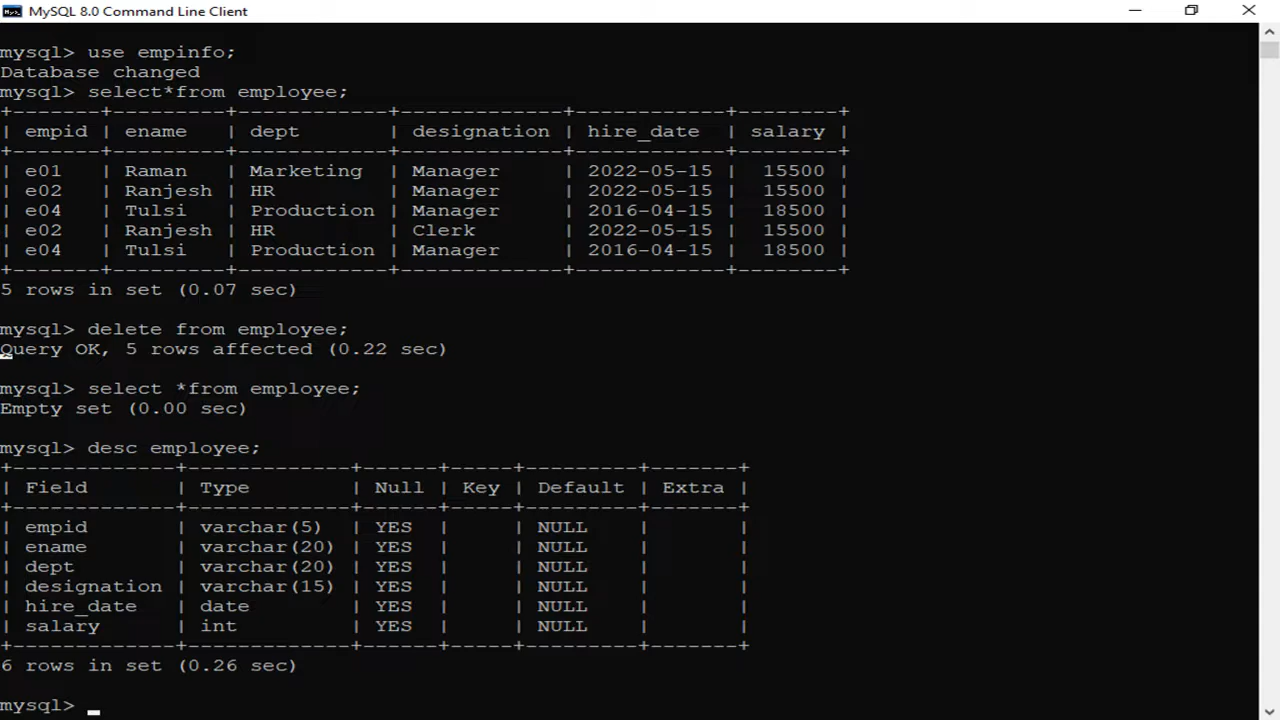 MySQL 8.0 Command Line Client
mysql> use empinfo;
Database changed
mysql> select*from employee;
+-------+---------+------------+-------------+------------+--------+
| empid | ename   | dept       | designation | hire_date  | salary |
+-------+---------+------------+-------------+------------+--------+
| e01   | Raman   | Marketing  | Manager     | 2022-05-15 |  15500 |
| e02   | Ranjesh | HR         | Manager     | 2022-05-15 |  15500 |
| e04   | Tulsi   | Production | Manager     | 2016-04-15 |  18500 |
| e02   | Ranjesh | HR         | Clerk       | 2022-05-15 |  15500 |
| e04   | Tulsi   | Production | Manager     | 2016-04-15 |  18500 |
+-------+---------+------------+-------------+------------+--------+
5 rows in set (0.07 sec)
mysql> delete from employee;
Query OK, 5 rows affected (0.22 sec)
mysql> select *from employee;
Empty set (0.00 sec)
mysql> desc employee;
+-------------+-------------+------+-----+---------+-------+
| Field       | Type        | Null | Key | Default | Extra |
+-------------+-------------+------+-----+---------+-------+
| empid       | varchar(5)  | YES  |     | NULL    |       |
| ename       | varchar(20) | YES  |     | NULL    |       |
| dept        | varchar(20) | YES  |     | NULL    |       |
| designation | varchar(15) | YES  |     | NULL    |       |
| hire_date   | date        | YES  |     | NULL    |       |
| salary      | int         | YES  |     | NULL    |       |
+-------------+-------------+------+-----+---------+-------+
6 rows in set (0.26 sec)
mysql> _